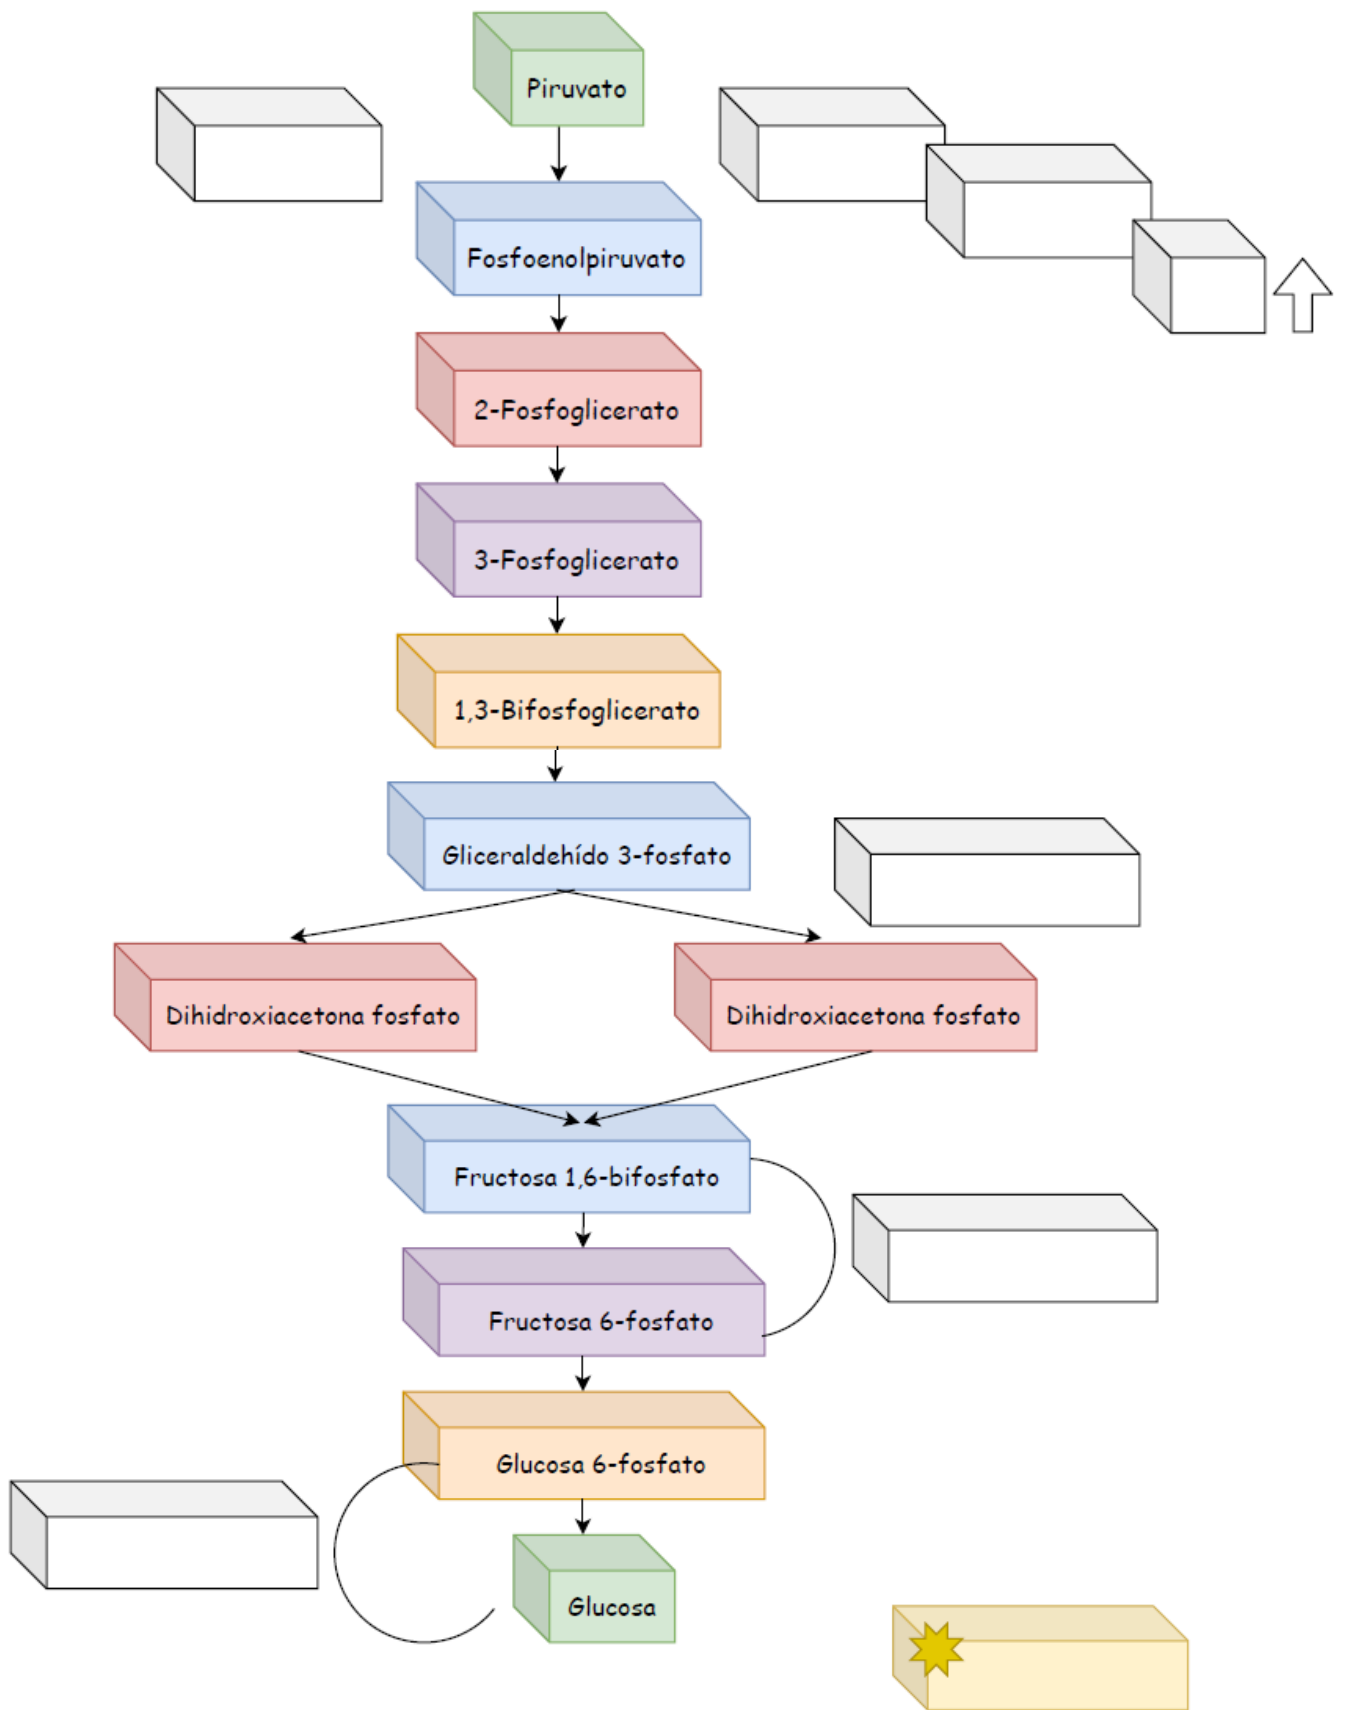 Piruvato
Fosfoenolpiruvato
2-Fosfoglicerato
3-Fosfoglicerato
1,3-Bifosfoglicerato
Gliceraldehído 3-fosfato
Dihidroxiacetona fosfato
Dihidroxiacetona fosfato
Fructosa 1,6-bifosfato
Fructosa 6-fosfato
Glucosa 6-fosfato
Glucosa